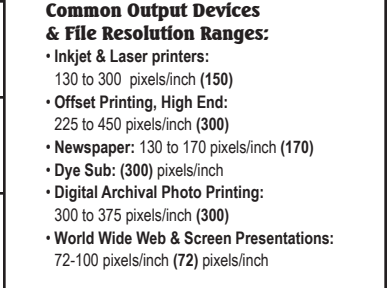 Common Output Devices
& File Resolution Ranges:
• Inkjet & Laser printers:
130 to 300 pixels/inch (150)
• Offset Printing, High End:
225 to 450 pixels/inch (300)
• Newspaper: 130 to 170 pixels/inch (170)
• Dye Sub: (300) pixels/inch
• Digital Archival Photo Printing:
300 to 375 pixels/inch (300)
• World Wide Web & Screen Presentations:
72-100 pixels/inch (72) pixels/inch